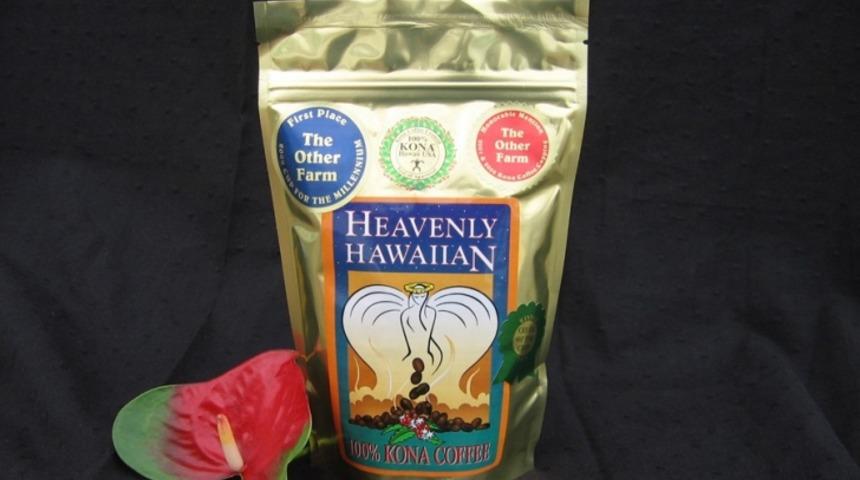 First Place
The
Other
Farm
CUP FOR THE MILLENNIUM
100%
KONA
Hawaii USA
Honorable Mention
The
Other
Farm
HEAVENLY
HAWAIIAN
100% KONA COFFEE